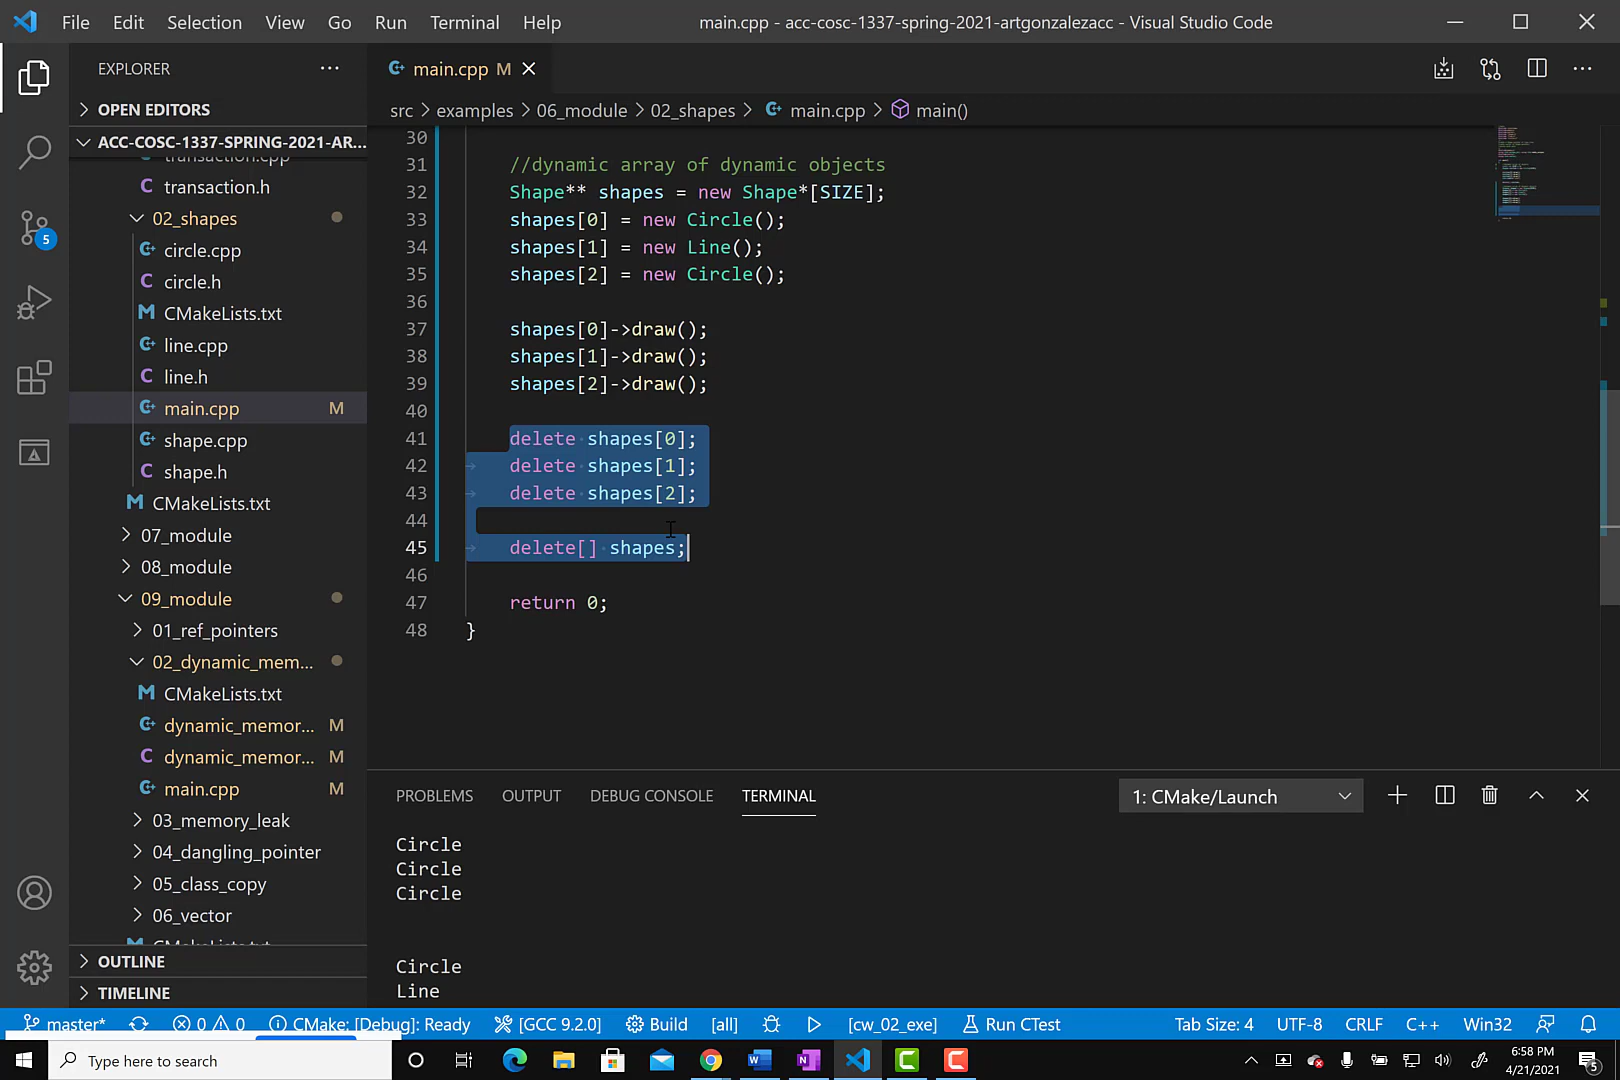 File Edit Selection View Go Run Terminal Help
main.cpp - acc-cosc-1337-spring-2021-artgonzalezacc - Visual Studio Code
EXPLORER
OPEN EDITORS
ACC-COSC-1337-SPRING-2021-AR...
transaction.cpp
transaction.h
02_shapes
circle.cpp
circle.h
CMakeLists.txt
line.cpp
line.h
main.cpp M
shape.cpp
shape.h
CMakeLists.txt
07_module
08_module
09_module
01_ref_pointers
02_dynamic_mem...
CMakeLists.txt
dynamic_memor... M
dynamic_memor... M
main.cpp M
03_memory_leak
04_dangling_pointer
05_class_copy
06_vector
CMakeLists.txt
OUTLINE
TIMELINE
5
main.cpp M
src > examples > 06_module > 02_shapes > main.cpp > main()
30
31 //dynamic array of dynamic objects
32 Shape** shapes = new Shape*[SIZE];
33 shapes[0] = new Circle();
34 shapes[1] = new Line();
35 shapes[2] = new Circle();
36
37 shapes[0]->draw();
38 shapes[1]->draw();
39 shapes[2]->draw();
40
41 delete shapes[0];
42 delete shapes[1];
43 delete shapes[2];
44
45 delete[] shapes;
46
47 return 0;
48 }
PROBLEMS OUTPUT DEBUG CONSOLE TERMINAL 1: CMake/Launch
Circle
Circle
Circle
Circle
Line
master* 0 0 CMake: [Debug]: Ready [GCC 9.2.0] Build [all] [cw_02_exe] Run CTest Tab Size: 4 UTF-8 CRLF C++ Win32
Type here to search
6:58 PM
4/21/2021
5